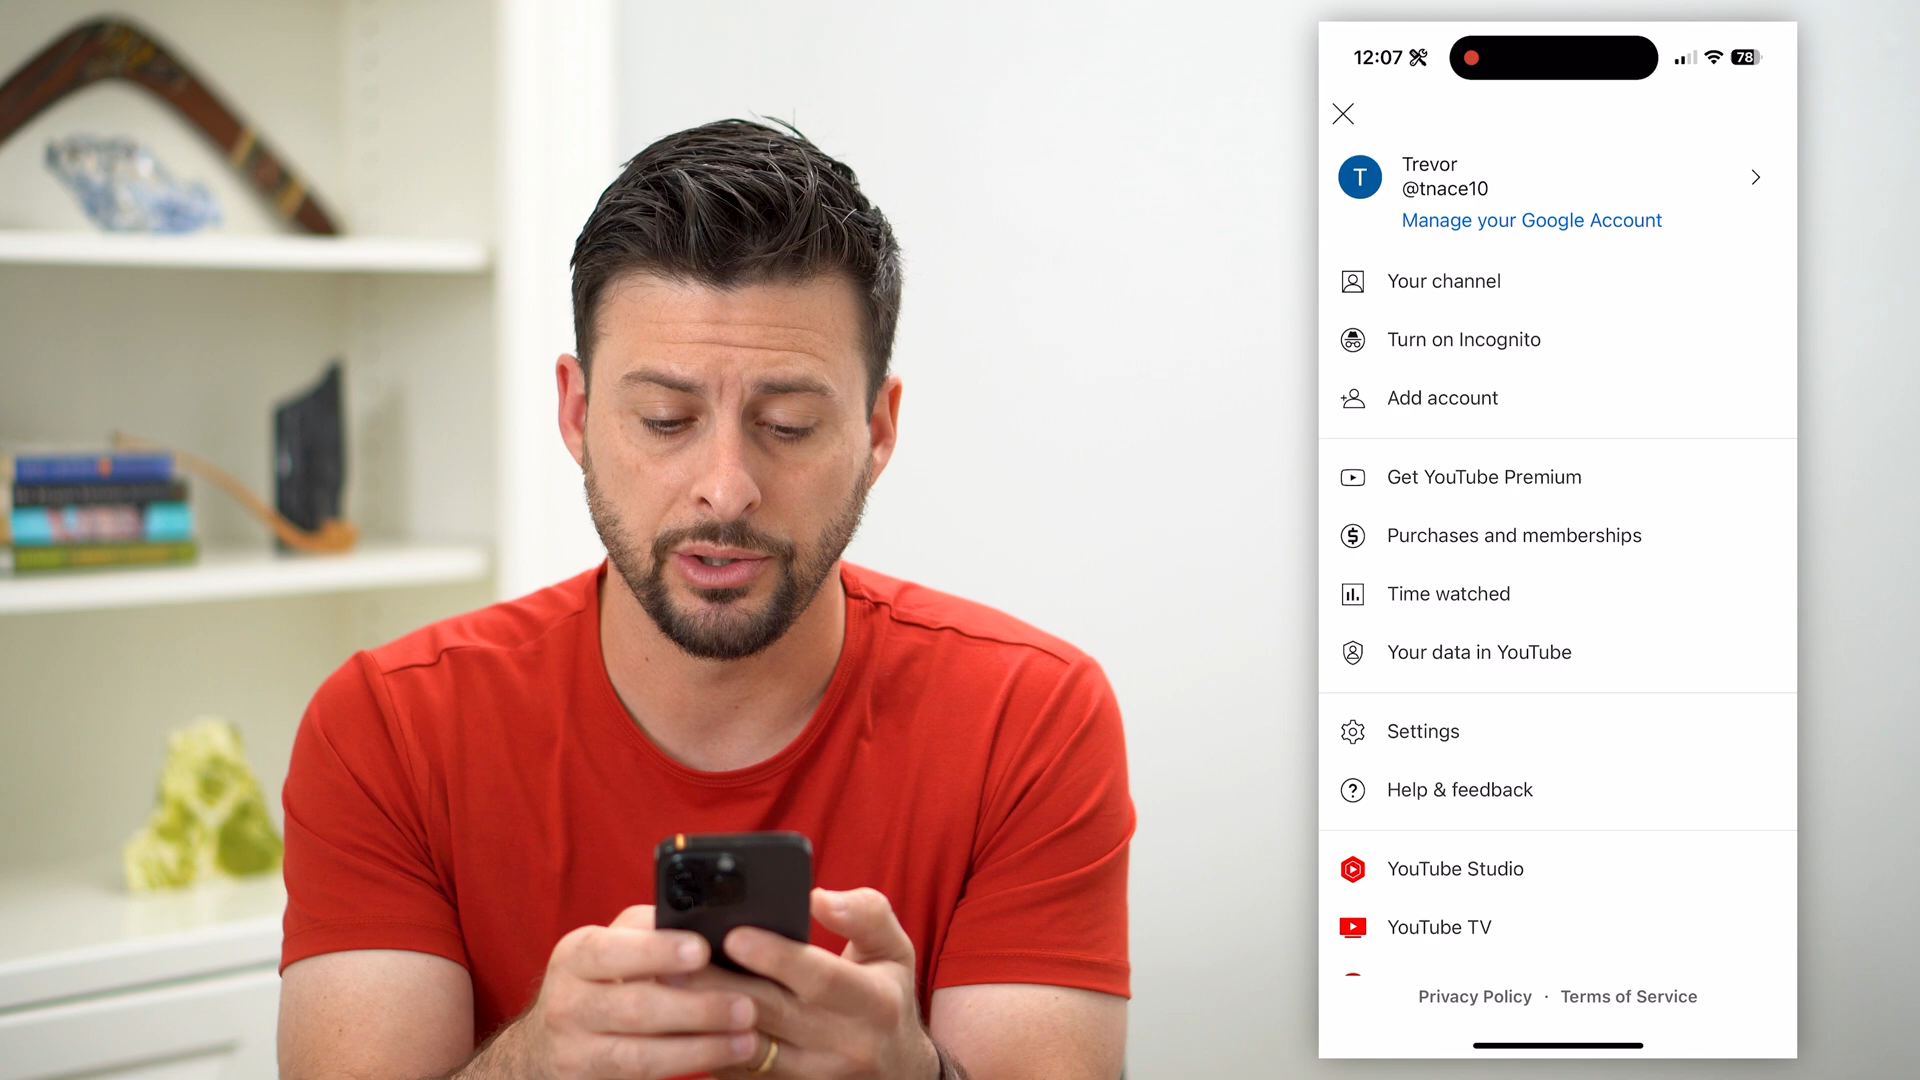 12:07
78
T
Trevor
@tnace10
Manage your Google Account
Your channel
Turn on Incognito
Add account
Get YouTube Premium
Purchases and memberships
Time watched
Your data in YouTube
Settings
Help & feedback
YouTube Studio
YouTube TV
Privacy Policy · Terms of Service